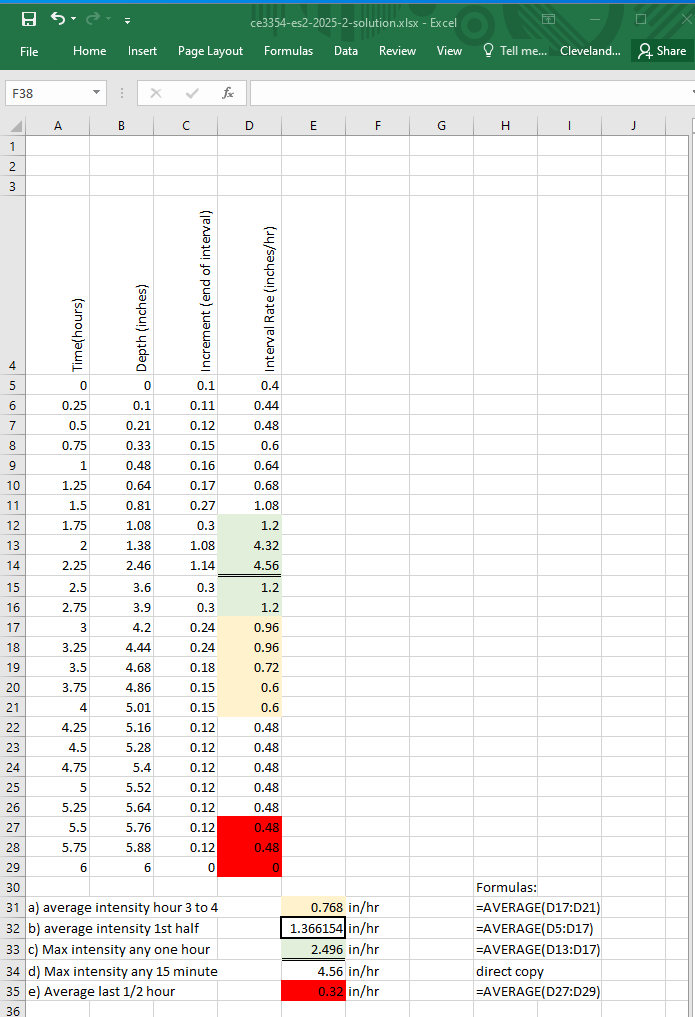 ce3354-es2-2025-2-solution.xlsx - Excel
File Home Insert Page Layout Formulas Data Review View Tell me... Cleveland... Share
F38 fx
A B C D E F G H I J
1
2
3
4 Time(hours) Depth (inches) Increment (end of interval) Interval Rate (inches/hr)
5 0 0 0.1 0.4
6 0.25 0.1 0.11 0.44
7 0.5 0.21 0.12 0.48
8 0.75 0.33 0.15 0.6
9 1 0.48 0.16 0.64
10 1.25 0.64 0.17 0.68
11 1.5 0.81 0.27 1.08
12 1.75 1.08 0.3 1.2
13 2 1.38 1.08 4.32
14 2.25 2.46 1.14 4.56
15 2.5 3.6 0.3 1.2
16 2.75 3.9 0.3 1.2
17 3 4.2 0.24 0.96
18 3.25 4.44 0.24 0.96
19 3.5 4.68 0.18 0.72
20 3.75 4.86 0.15 0.6
21 4 5.01 0.15 0.6
22 4.25 5.16 0.12 0.48
23 4.5 5.28 0.12 0.48
24 4.75 5.4 0.12 0.48
25 5 5.52 0.12 0.48
26 5.25 5.64 0.12 0.48
27 5.5 5.76 0.12 0.48
28 5.75 5.88 0.12 0.48
29 6 6 0 0
30 Formulas:
31 a) average intensity hour 3 to 4 0.768 in/hr =AVERAGE(D17:D21)
32 b) average intensity 1st half 1.366154 in/hr =AVERAGE(D5:D17)
33 c) Max intensity any one hour 2.496 in/hr =AVERAGE(D13:D17)
34 d) Max intensity any 15 minute 4.56 in/hr direct copy
35 e) Average last 1/2 hour 0.32 in/hr =AVERAGE(D27:D29)
36